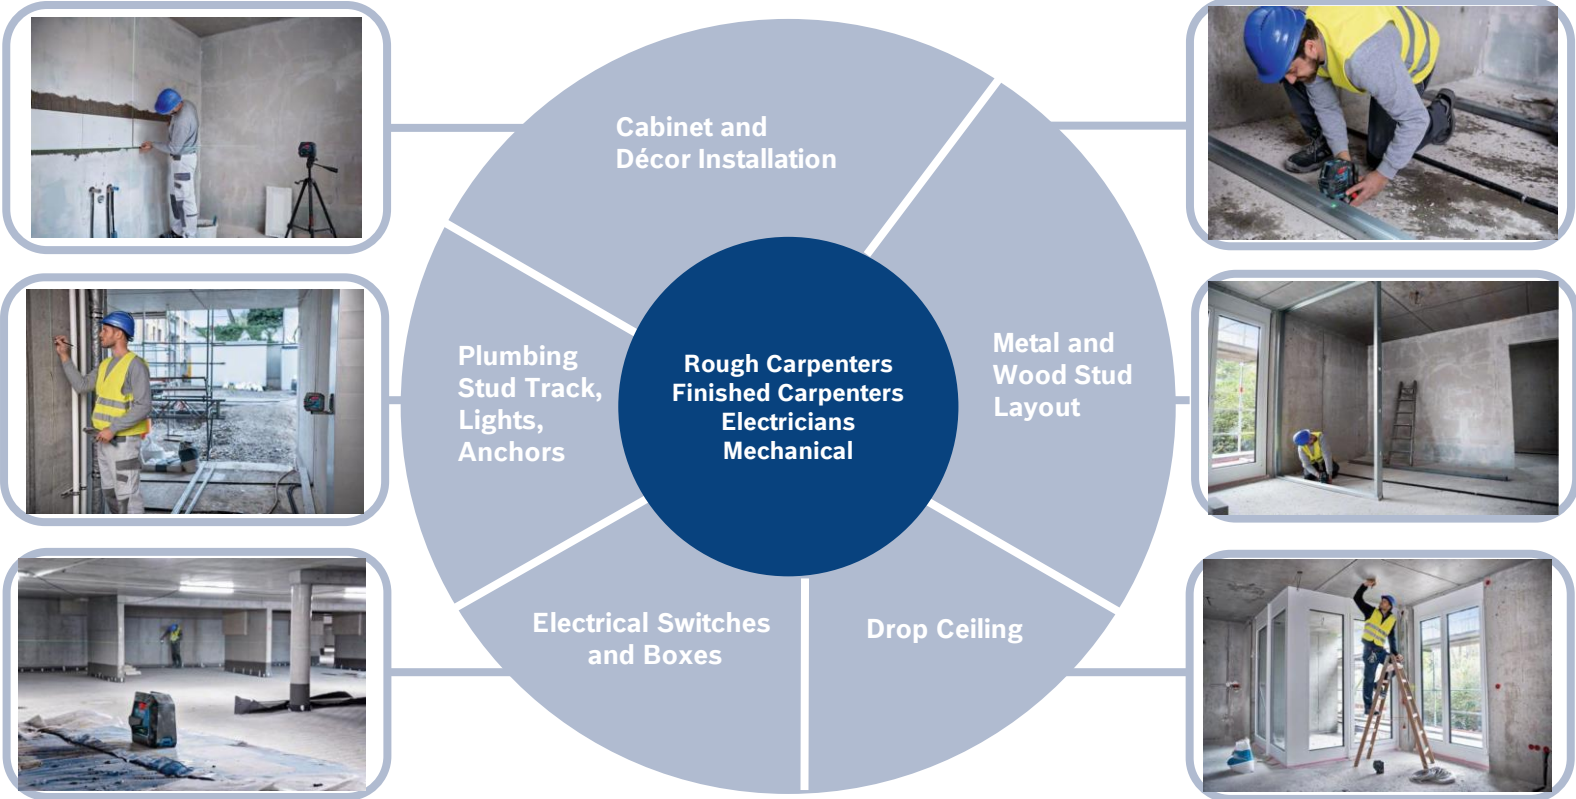 Cabinet and
Décor Installation
Metal and
Wood Stud
Layout
Plumbing
Stud Track,
Lights,
Anchors
Rough Carpenters
Finished Carpenters
Electricians
Mechanical
Electrical Switches
and Boxes
Drop Ceiling